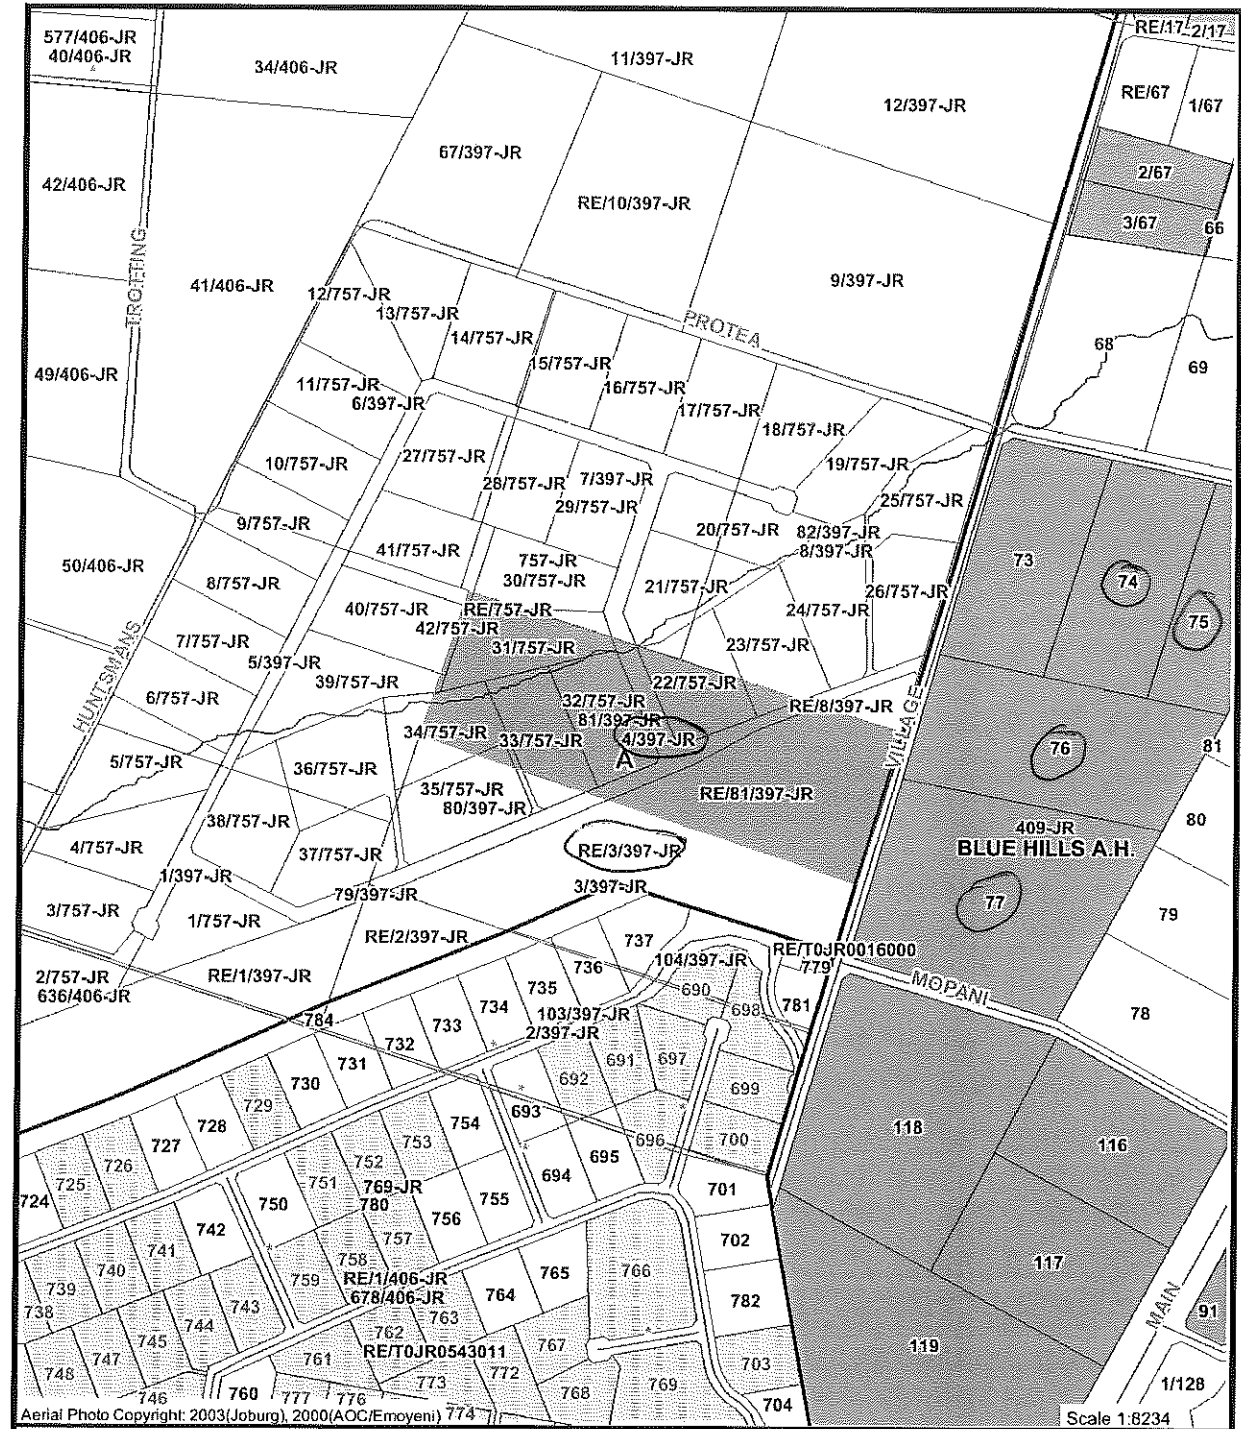 577/406-JR
40/406-JR
34/406-JR
11/397-JR
RE/17
2/17
12/397-JR
RE/67
1/67
67/397-JR
42/406-JR
2/67
RE/10/397-JR
3/67
66
TROTTING
41/406-JR
9/397-JR
12/757-JR
13/757-JR
14/757-JR
PROTEA
68
15/757-JR
69
49/406-JR
11/757-JR
6/397-JR
16/757-JR
17/757-JR
18/757-JR
10/757-JR
27/757-JR
19/757-JR
28/757-JR
7/397-JR
29/757-JR
25/757-JR
9/757-JR
20/757-JR
82/397-JR
8/397-JR
41/757-JR
757-JR
30/757-JR
73
50/406-JR
8/757-JR
74
21/757-JR
26/757-JR
40/757-JR
RE/757-JR
42/757-JR
24/757-JR
75
7/757-JR
31/757-JR
23/757-JR
HUNTSMANS
5/397-JR
39/757-JR
22/757-JR
6/757-JR
32/757-JR
81/397-JR
4/397-JR
RE/8/397-JR
VILLAGE
34/757-JR
33/757-JR
A
76
81
5/757-JR
36/757-JR
35/757-JR
80/397-JR
RE/81/397-JR
38/757-JR
80
409-JR
BLUE HILLS A.H.
4/757-JR
37/757-JR
RE/3/397-JR
1/397-JR
79/397-JR
3/397-JR
77
79
3/757-JR
1/757-JR
RE/2/397-JR
737
RE/T0JR0016000
779
104/397-JR
2/757-JR
636/406-JR
RE/1/397-JR
736
735
690
MOPANI
734
698
781
784
733
103/397-JR
2/397-JR
78
732
731
691
697
730
692
699
729
693
728
754
727
753
696
700
118
116
726
752
725
695
751
694
724
769-JR
780
701
750
755
742
756
757
702
741
758
740
RE/1/406-JR
678/406-JR
765
766
117
759
739
764
782
738
743
763
MAIN
91
744
762
RE/T0JR0543011
767
745
119
747
761
703
748
772
773
768
769
1/128
746
760
777
776
774
704
Aerial Photo Copyright: 2003(Joburg), 2000(AOC/Emoyeni)
Scale 1:8234